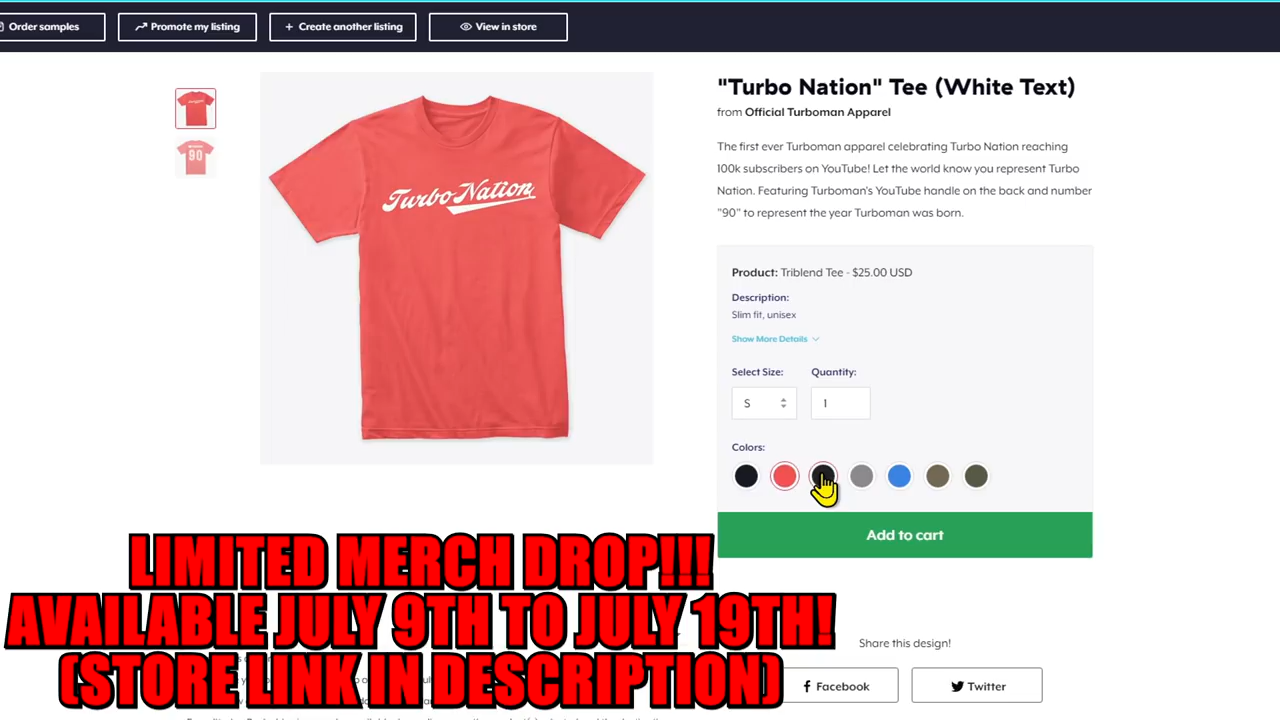 Order samples
Promote my listing
Create another listing
View in store
"Turbo Nation" Tee (White Text)
from Official Turboman Apparel
The first ever Turboman apparel celebrating Turbo Nation reaching
100k subscribers on YouTube! Let the world know you represent Turbo
Nation. Featuring Turboman's YouTube handle on the back and number
"90" to represent the year Turboman was born.
90
Turbo Nation
Product: Triblend Tee - $25.00 USD
Description:
Slim fit, unisex
Show More Details
Select Size:
Quantity:
S
1
Colors:
Add to cart
LIMITED MERCH DROP!!!
AVAILABLE JULY 9TH TO JULY 19TH!
(STORE LINK IN DESCRIPTION)
Share this design!
Facebook
Twitter